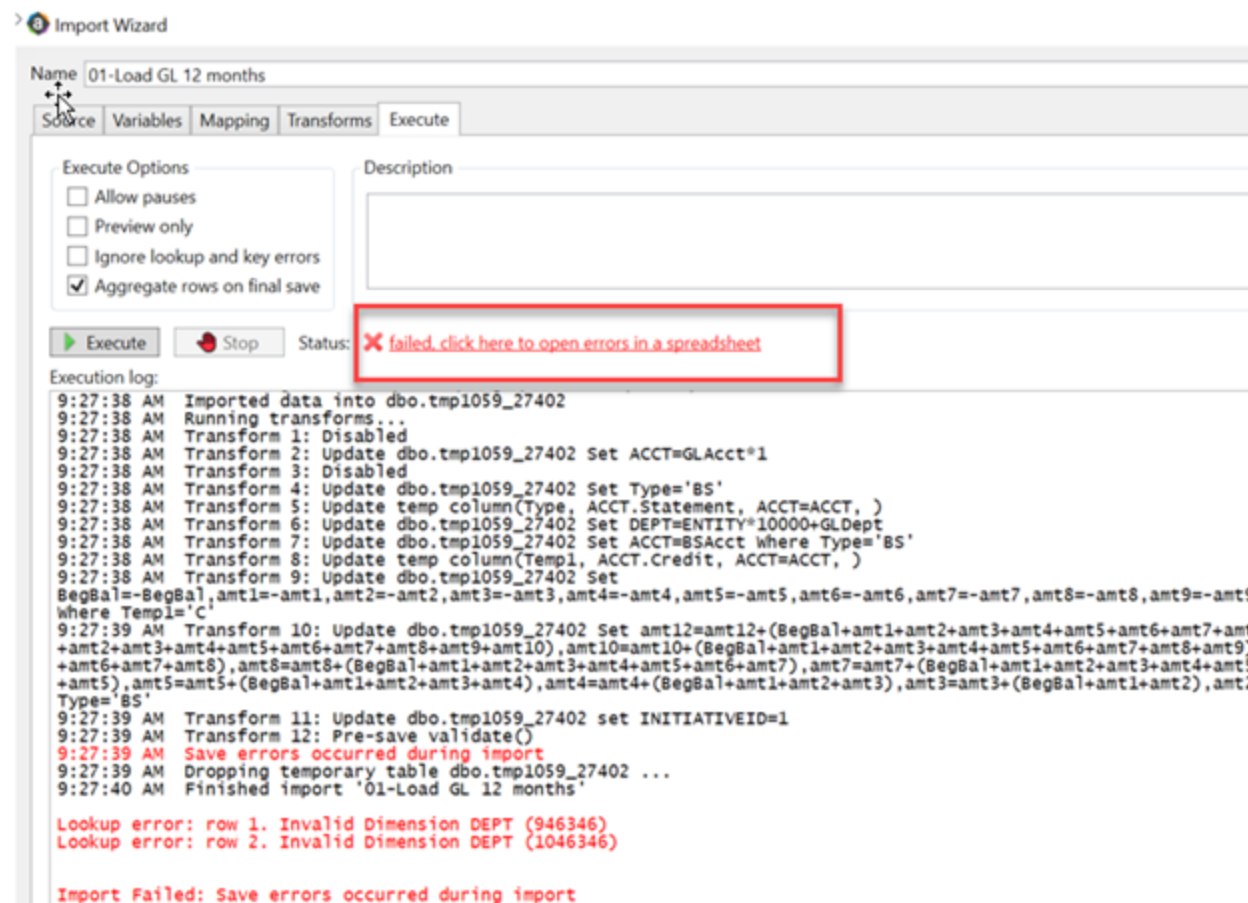 Import Wizard
Name 01-Load GL 12 months
Source Variables Mapping Transforms Execute
Execute Options
Description
Allow pauses
Preview only
Ignore lookup and key errors
Aggregate rows on final save
Execute Stop Status: failed, click here to open errors in a spreadsheet
Execution log:
9:27:38 AM Imported data into dbo.tmp1059_27402
9:27:38 AM Running transforms...
9:27:38 AM Transform 1: Disabled
9:27:38 AM Transform 2: Update dbo.tmp1059_27402 Set ACCT=GLAcct*1
9:27:38 AM Transform 3: Disabled
9:27:38 AM Transform 4: Update dbo.tmp1059_27402 Set Type='BS'
9:27:38 AM Transform 5: Update temp column(Type, ACCT.Statement, ACCT=ACCT, )
9:27:38 AM Transform 6: Update dbo.tmp1059_27402 Set DEPT=ENTITY*10000+GLDept
9:27:38 AM Transform 7: Update dbo.tmp1059_27402 Set ACCT=BSAcct Where Type='BS'
9:27:38 AM Transform 8: Update temp column(Temp1, ACCT.Credit, ACCT=ACCT, )
9:27:38 AM Transform 9: Update dbo.tmp1059_27402 Set
BegBal=-BegBal,amt1=-amt1,amt2=-amt2,amt3=-amt3,amt4=-amt4,amt5=-amt5,amt6=-amt6,amt7=-amt7,amt8=-amt8,amt9=-amt9
Where Temp1='C'
9:27:39 AM Transform 10: Update dbo.tmp1059_27402 Set amt12=amt12+(BegBal+amt1+amt2+amt3+amt4+amt5+amt6+amt7+amt
+amt2+amt3+amt4+amt5+amt6+amt7+amt8+amt9+amt10),amt10=amt10+(BegBal+amt1+amt2+amt3+amt4+amt5+amt6+amt7+amt8+amt9)
+amt6+amt7+amt8),amt8=amt8+(BegBal+amt1+amt2+amt3+amt4+amt5+amt6+amt7),amt7=amt7+(BegBal+amt1+amt2+amt3+amt4+amt5
+amt5),amt5=amt5+(BegBal+amt1+amt2+amt3+amt4),amt4=amt4+(BegBal+amt1+amt2+amt3),amt3=amt3+(BegBal+amt1+amt2),amt2
Type='BS'
9:27:39 AM Transform 11: Update dbo.tmp1059_27402 set INITIATIVEID=1
9:27:39 AM Transform 12: Pre-save validate()
9:27:39 AM Save errors occurred during import
9:27:39 AM Dropping temporary table dbo.tmp1059_27402 ...
9:27:40 AM Finished import '01-Load GL 12 months'
Lookup error: row 1. Invalid Dimension DEPT (946346)
Lookup error: row 2. Invalid Dimension DEPT (1046346)
Import Failed: Save errors occurred during import